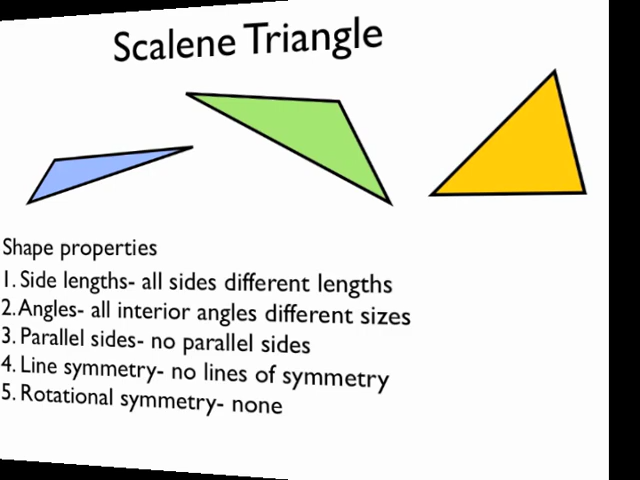 Scalene Triangle
Shape properties
1. Side lengths- all sides different lengths
2. Angles- all interior angles different sizes
3. Parallel sides- no parallel sides
4. Line symmetry- no lines of symmetry
5. Rotational symmetry- none